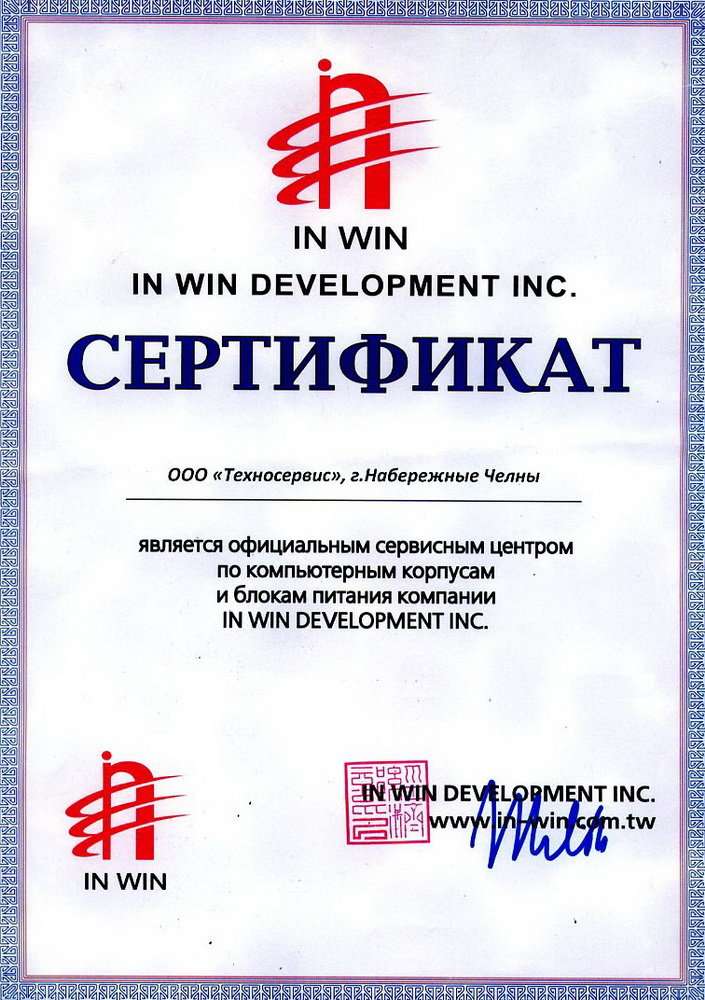 IN WIN
IN WIN DEVELOPMENT INC.
СЕРТИФИКАТ
ООО «Техносервис», г.Набережные Челны
является официальным сервисным центром
по компьютерным корпусам
и блокам питания компании
IN WIN DEVELOPMENT INC.
IN WIN
IN WIN DEVELOPMENT INC.
www.in-win.com.tw